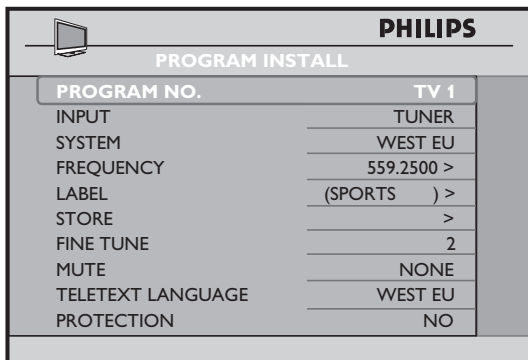 PHILIPS
PROGRAM INSTALL
PROGRAM NO. TV 1
INPUT TUNER
SYSTEM WEST EU
FREQUENCY 559.2500 >
LABEL (SPORTS ) >
STORE >
FINE TUNE 2
MUTE NONE
TELETEXT LANGUAGE WEST EU
PROTECTION NO